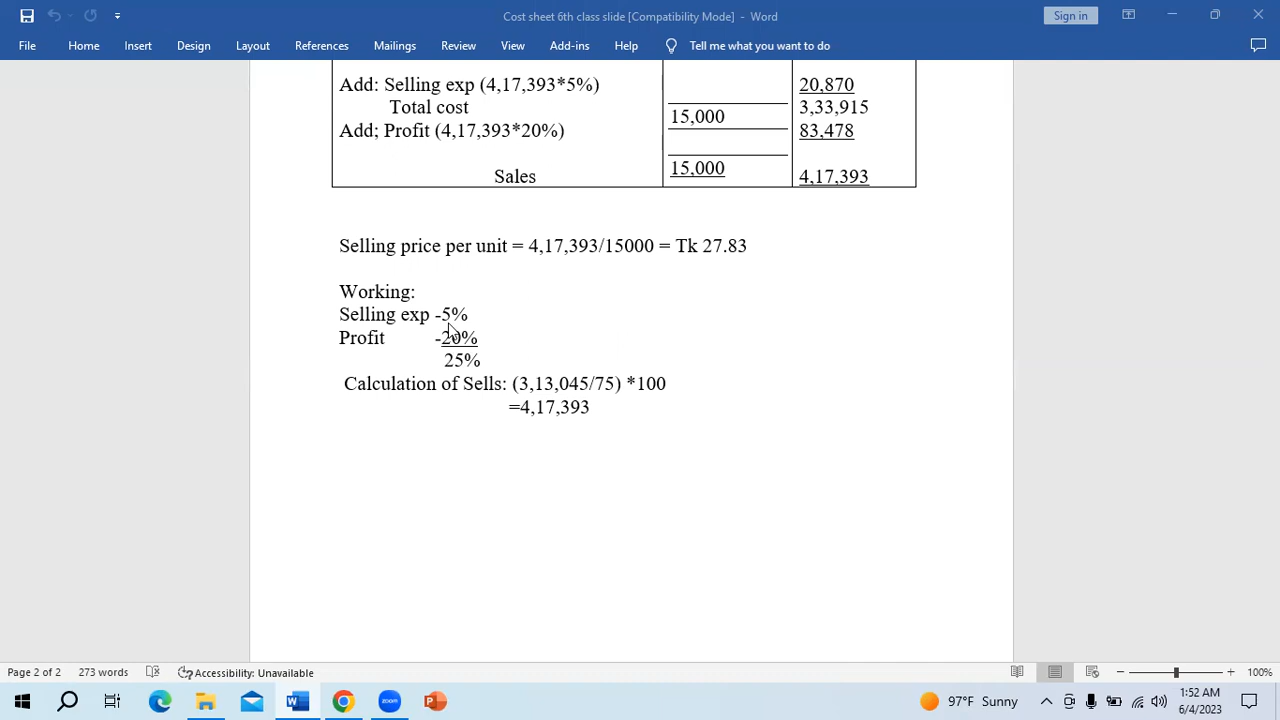 Cost sheet 6th class slide [Compatibility Mode] - Word
Sign in
File Home Insert Design Layout References Mailings Review View Add-ins Help Tell me what you want to do
Add: Selling exp (4,17,393*5%) 20,870
Total cost 15,000 3,33,915
Add; Profit (4,17,393*20%) 83,478
Sales 15,000 4,17,393
Selling price per unit = 4,17,393/15000 = Tk 27.83
Working:
Selling exp -5%
Profit -20%
25%
Calculation of Sells: (3,13,045/75) *100
=4,17,393
Page 2 of 2 273 words Accessibility: Unavailable 100%
zoom
97°F Sunny
1:52 AM
6/4/2023